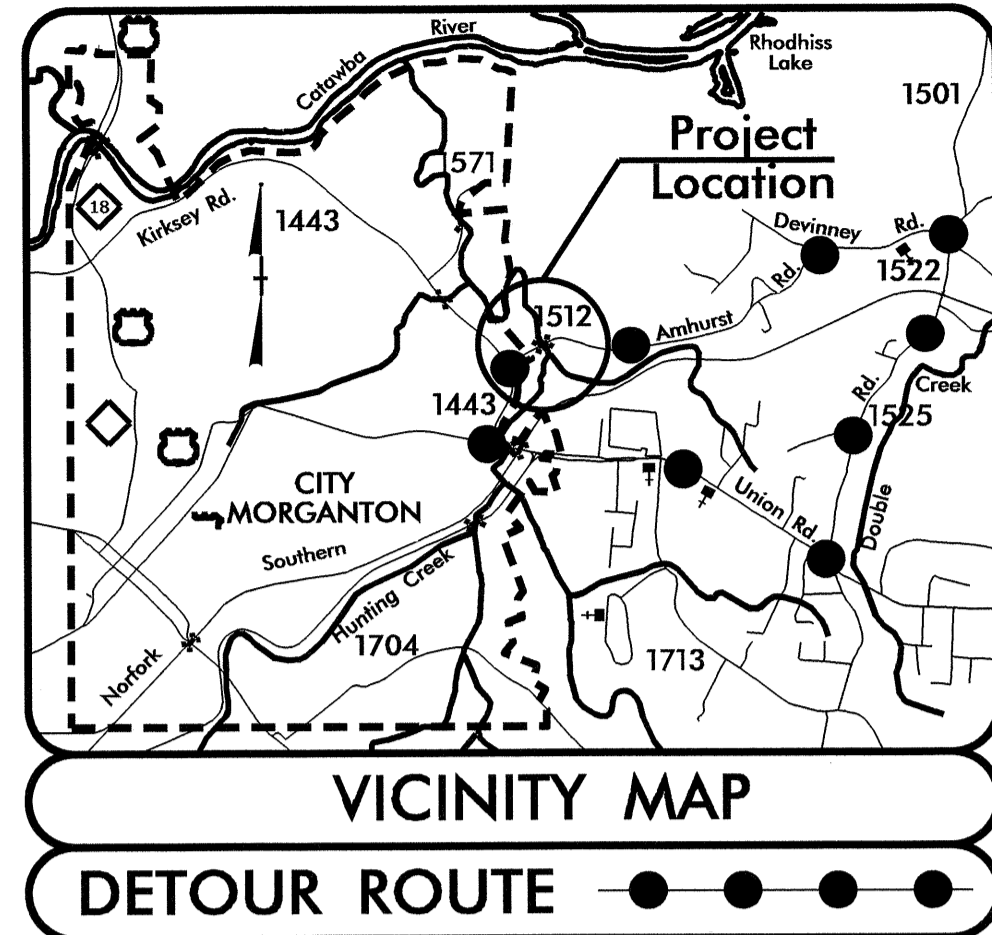 Catawba
River
Rhodhiss
Lake
1501
Project
Location
1571
18
Kirksey Rd.
1443
Devinney
Rd.
1522
Rd.
1512
Amhurst
1443
Rd.
Creek
1525
CITY
MORGANTON
Union Rd.
Double
Southern
Hunting Creek
1704
1713
Norfork
VICINITY MAP
DETOUR ROUTE